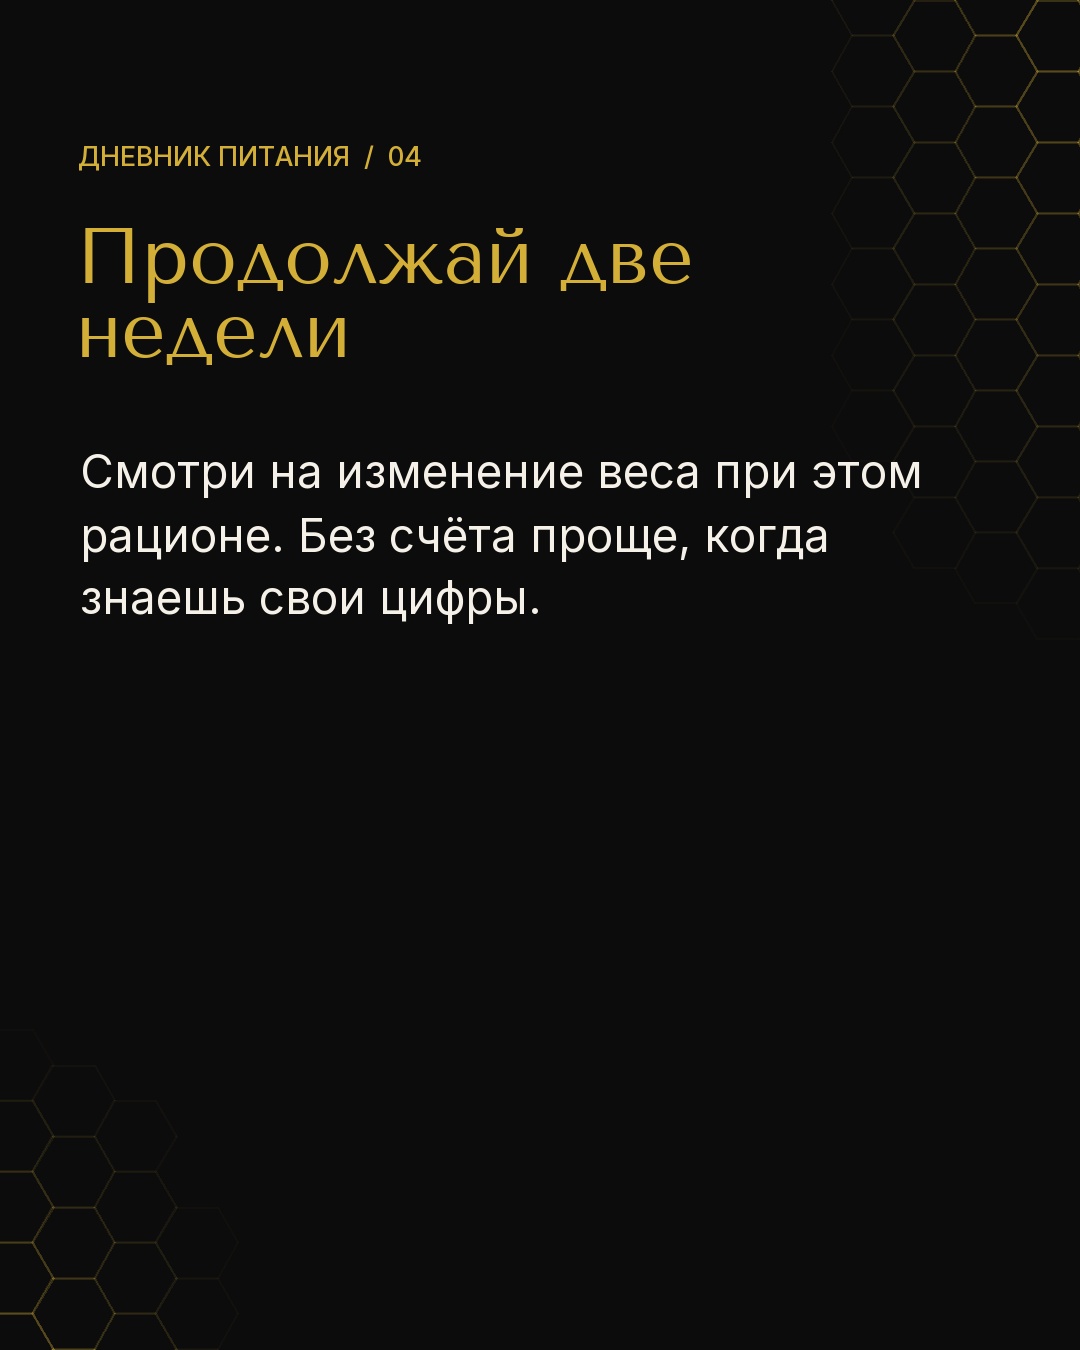 ДНЕВНИК ПИТАНИЯ / 04
Продолжай две
недели
Смотри на изменение веса при этом
рационе. Без счёта проще, когда
знаешь свои цифры.